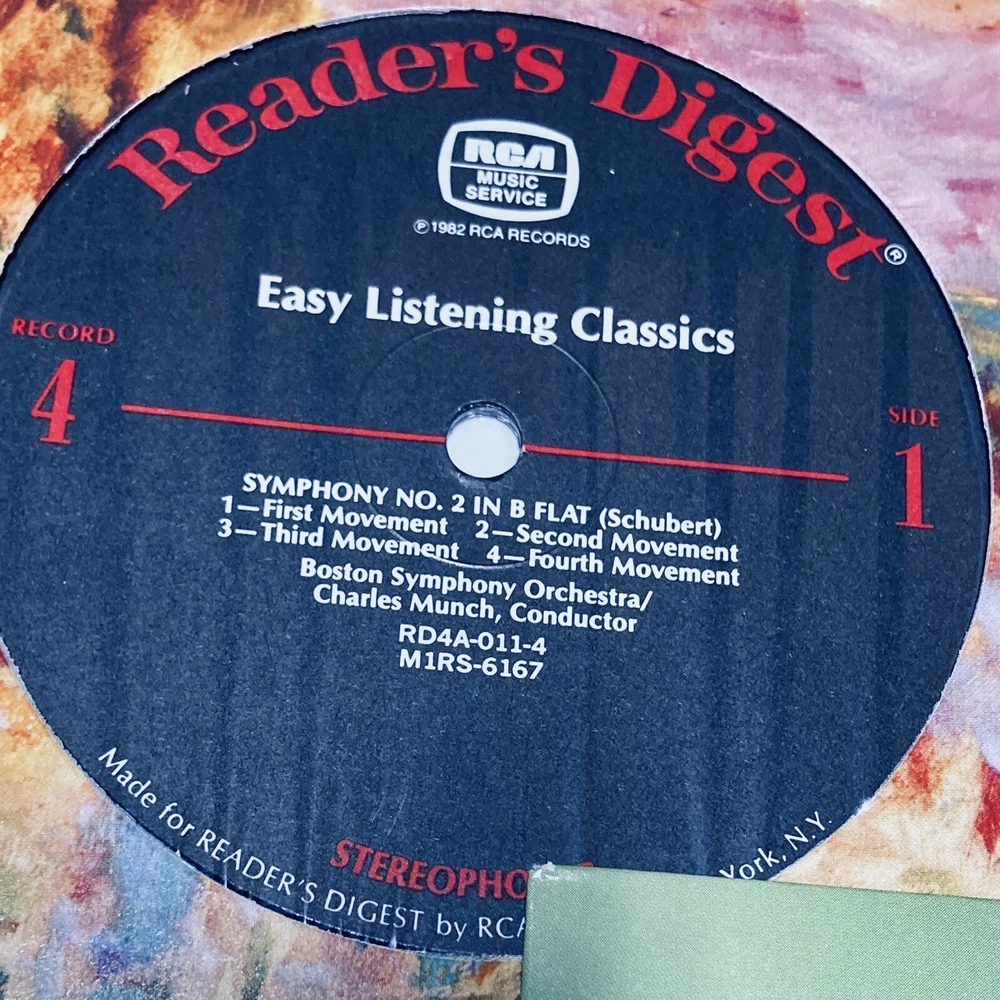 Reader's Digest®
RCA
MUSIC
SERVICE
℗ 1982 RCA RECORDS
Easy Listening Classics
RECORD
4
SIDE
1
SYMPHONY NO. 2 IN B FLAT (Schubert)
1—First Movement 2—Second Movement
3—Third Movement 4—Fourth Movement
Boston Symphony Orchestra/
Charles Munch, Conductor
RD4A-011-4
M1RS-6167
STEREOPHO
Made for READER'S DIGEST by RCA York, N.Y.